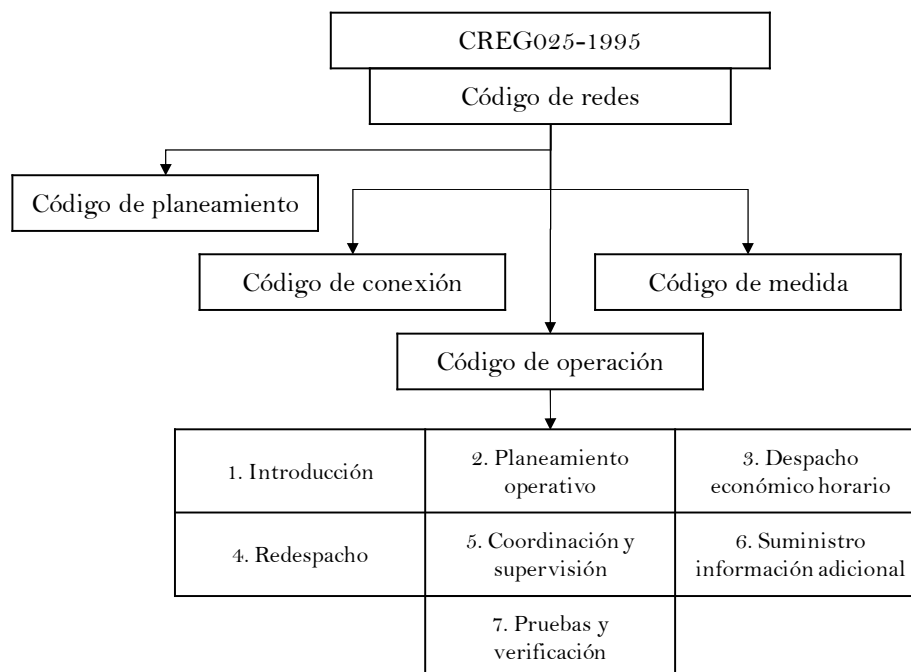 CREG025-1995
Código de redes
Código de planeamiento
Código de conexión
Código de medida
Código de operación
1. Introducción
2. Planeamiento
operativo
3. Despacho
económico horario
4. Redespacho
5. Coordinación y
supervisión
6. Suministro
información adicional
7. Pruebas y
verificación